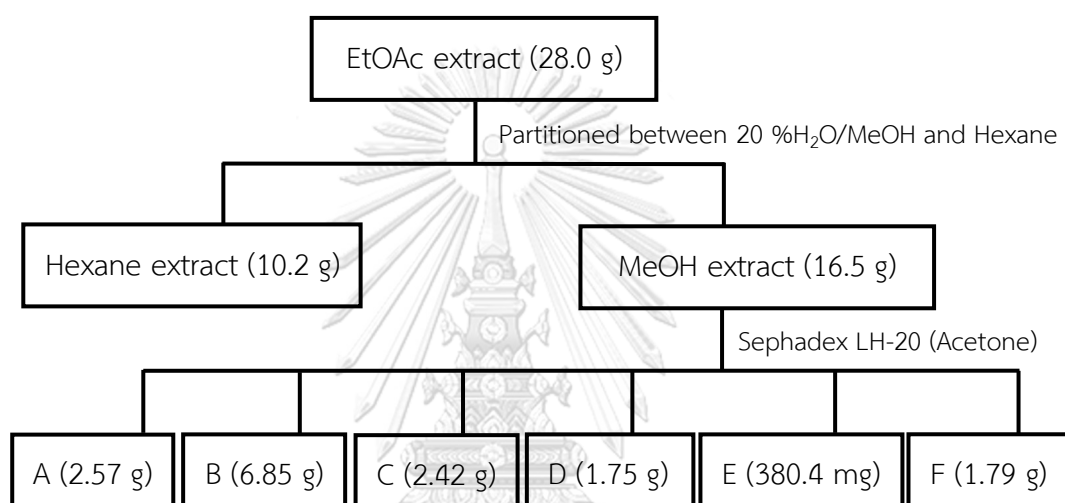 EtOAc extract (28.0 g)
Partitioned between 20 %H₂O/MeOH and Hexane
Hexane extract (10.2 g)
MeOH extract (16.5 g)
Sephadex LH-20 (Acetone)
A (2.57 g)
B (6.85 g)
C (2.42 g)
D (1.75 g)
E (380.4 mg)
F (1.79 g)